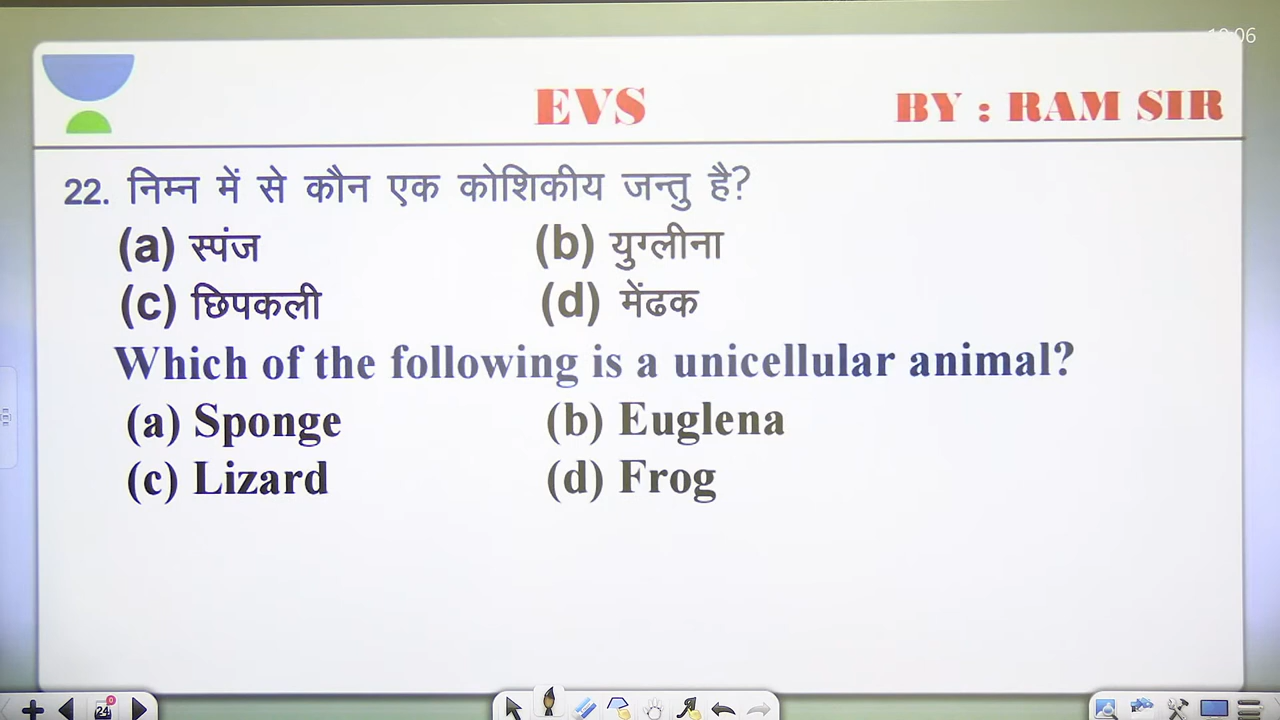 EVS
BY : RAM SIR
22. निम्न में से कौन एक कोशिकीय जन्तु है?
(a) स्पंज (b) युग्लीना
(c) छिपकली (d) मेंढक
Which of the following is a unicellular animal?
(a) Sponge (b) Euglena
(c) Lizard (d) Frog
24